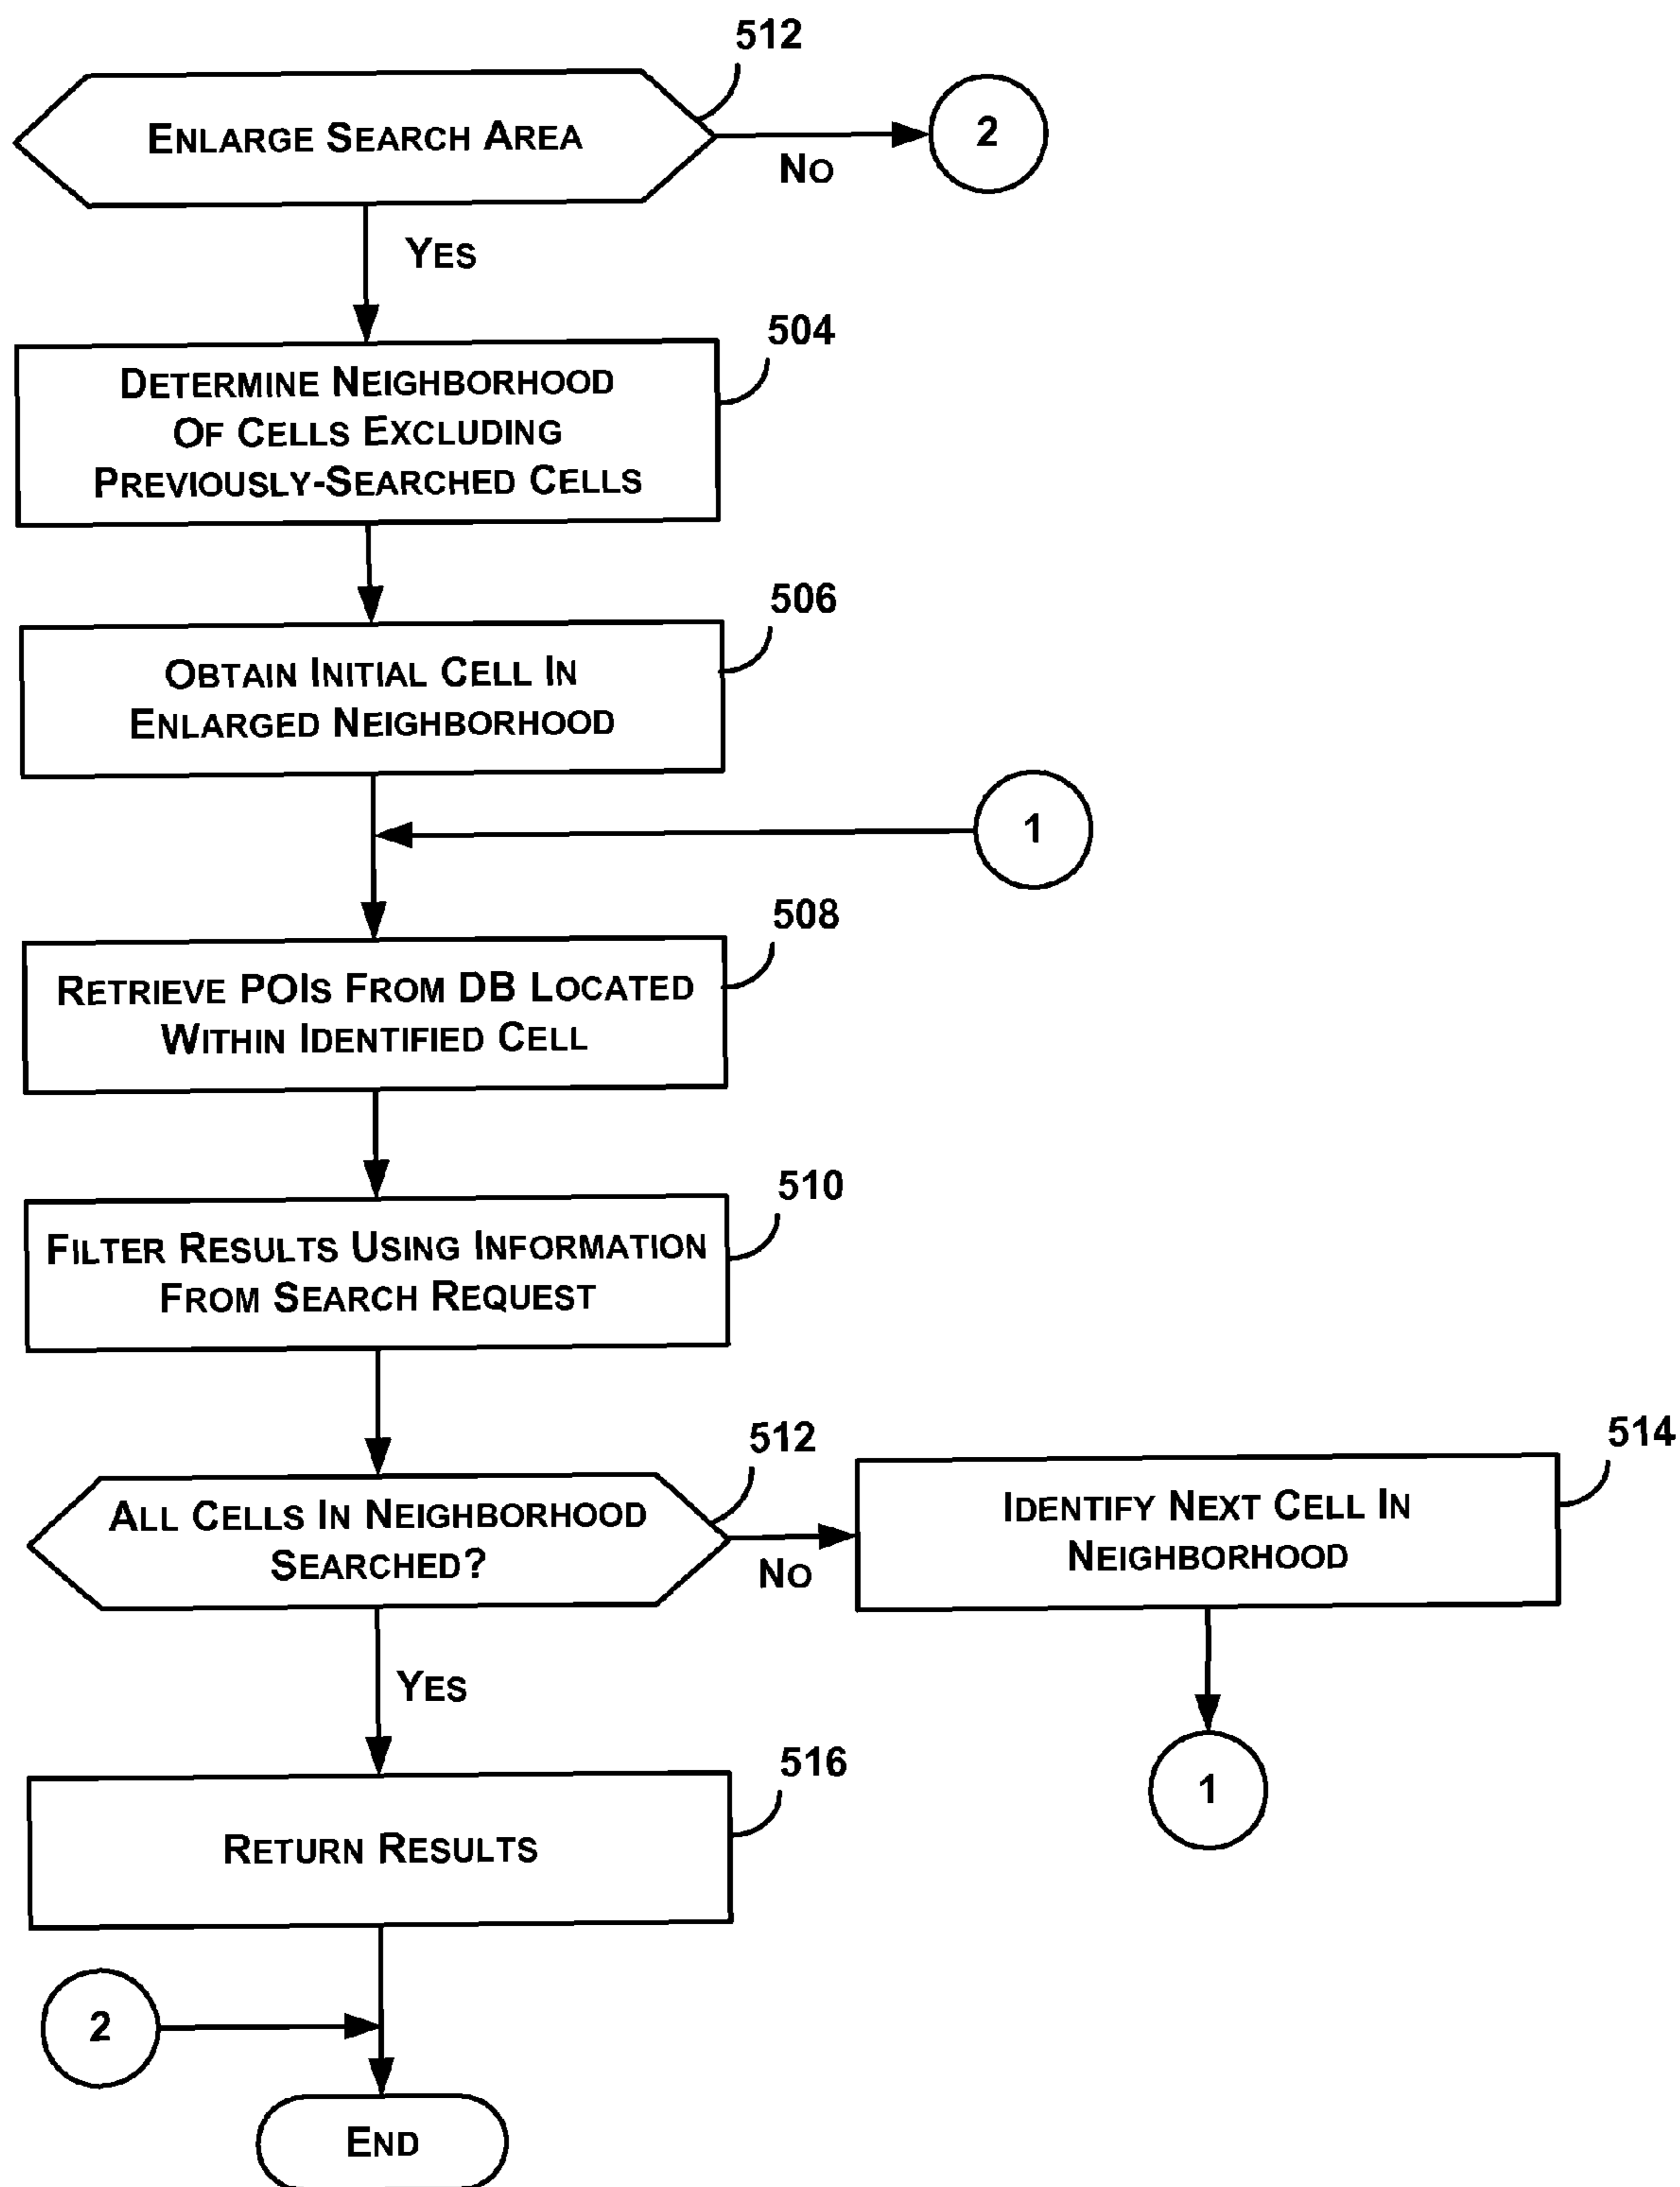 512
ENLARGE SEARCH AREA
NO
2
YES
504
DETERMINE NEIGHBORHOOD
OF CELLS EXCLUDING
PREVIOUSLY-SEARCHED CELLS
506
OBTAIN INITIAL CELL IN
ENLARGED NEIGHBORHOOD
1
508
RETRIEVE POIS FROM DB LOCATED
WITHIN IDENTIFIED CELL
510
FILTER RESULTS USING INFORMATION
FROM SEARCH REQUEST
512
ALL CELLS IN NEIGHBORHOOD
SEARCHED?
NO
514
IDENTIFY NEXT CELL IN
NEIGHBORHOOD
YES
1
516
RETURN RESULTS
2
END